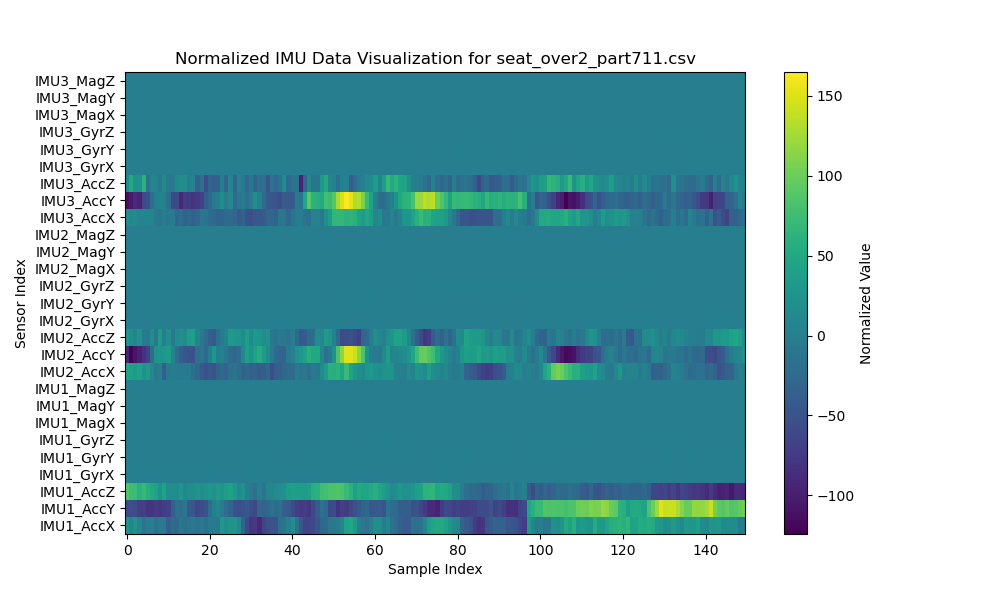 Normalized IMU Data Visualization for seat_over2_part711.csv
IMU3_MagZ
IMU3_MagY
IMU3_MagX
IMU3_GyrZ
IMU3_GyrY
IMU3_GyrX
IMU3_AccZ
IMU3_AccY
IMU3_AccX
IMU2_MagZ
IMU2_MagY
IMU2_MagX
IMU2_GyrZ
IMU2_GyrY
IMU2_GyrX
IMU2_AccZ
IMU2_AccY
IMU2_AccX
IMU1_MagZ
IMU1_MagY
IMU1_MagX
IMU1_GyrZ
IMU1_GyrY
IMU1_GyrX
IMU1_AccZ
IMU1_AccY
IMU1_AccX
Sensor Index
0 20 40 60 80 100 120 140
Sample Index
150
100
50
0
−50
−100
Normalized Value